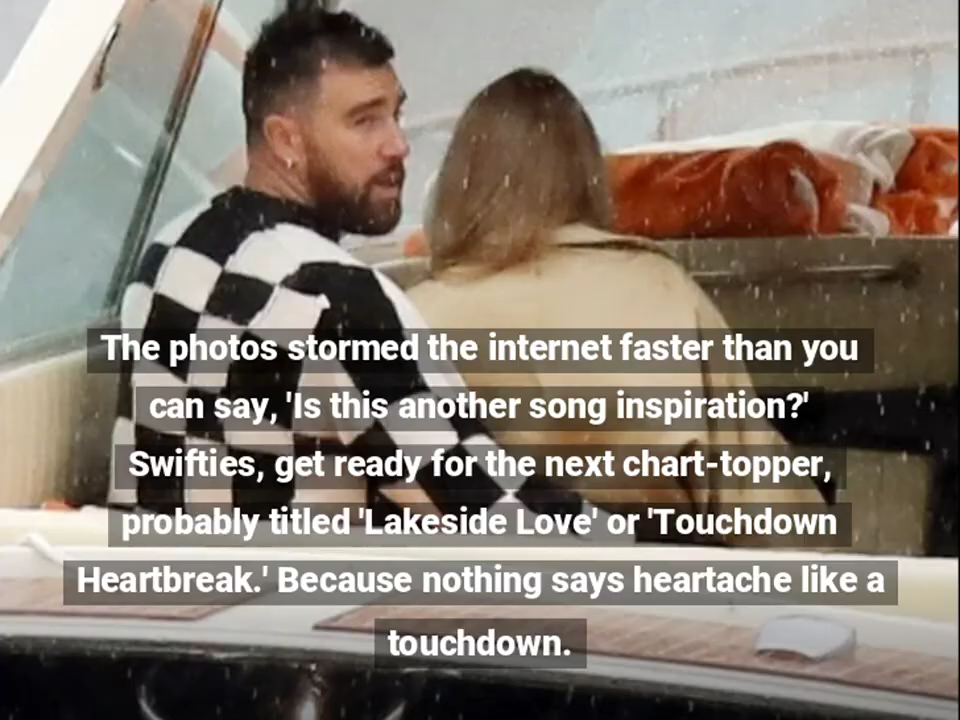 The photos stormed the internet faster than you
can say, 'Is this another song inspiration?'
Swifties, get ready for the next chart-topper,
probably titled 'Lakeside Love' or 'Touchdown
Heartbreak.' Because nothing says heartache like a
touchdown.